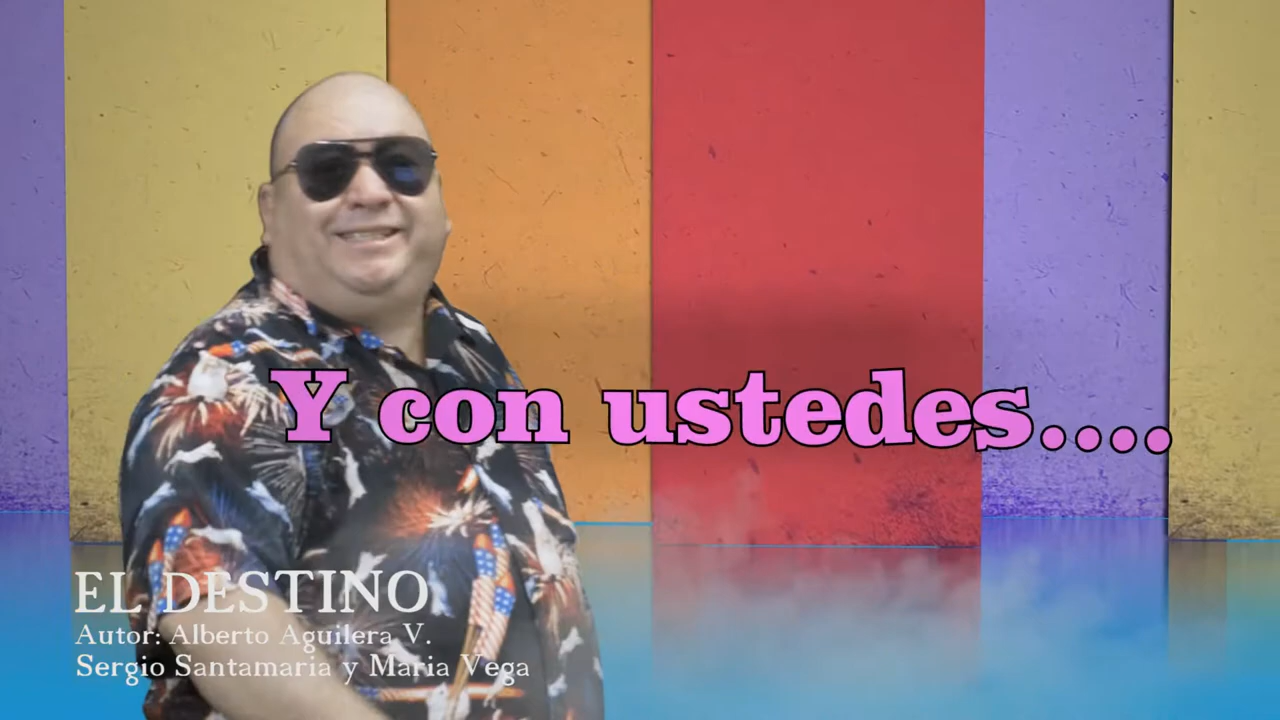 Y con ustedes....
EL DESTINO
Autor: Alberto Aguilera V.
Sergio Santamaria y Maria Vega